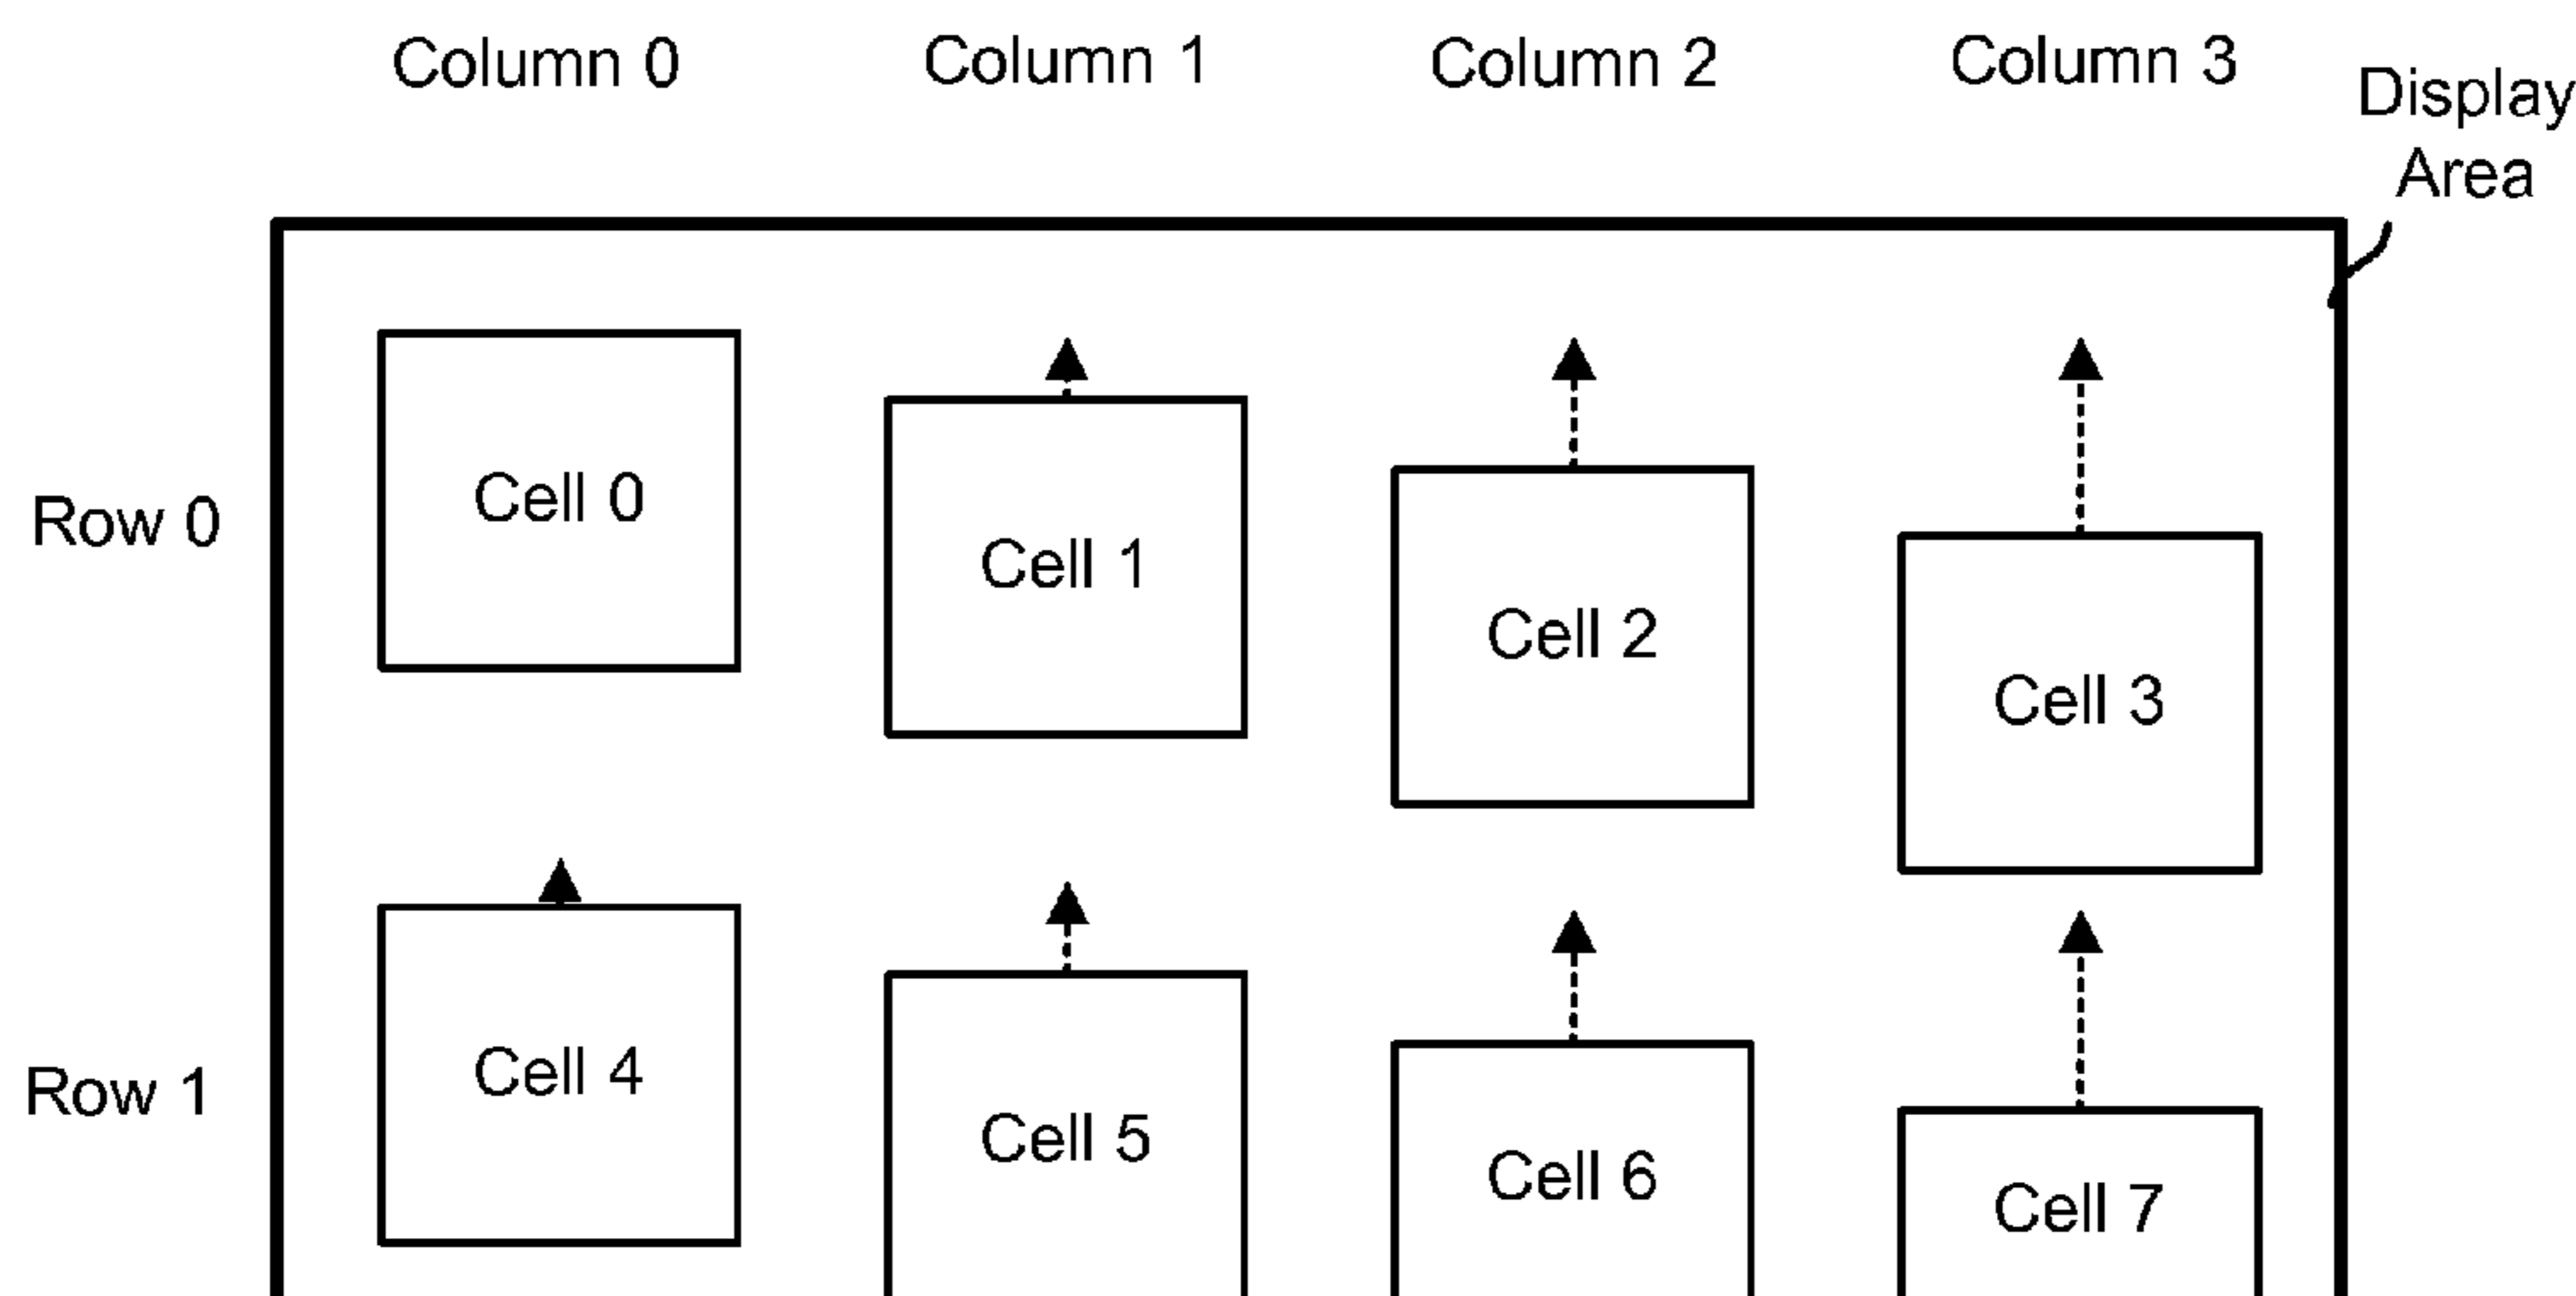 Column 0
Column 1
Column 2
Column 3
Display
Area
Row 0
Cell 0
Cell 1
Cell 2
Cell 3
Row 1
Cell 4
Cell 5
Cell 6
Cell 7